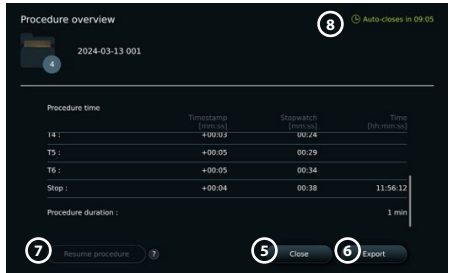 Procedure overview
8
Auto-closes in 09:05
4
2024-03-13 001
Procedure time
Timestamp [mm:ss]
Stopwatch [mm:ss]
Time [hh:mm:ss]
T4 : +00:03 00:24
T5 : +00:05 00:29
T6 : +00:05 00:34
Stop : +00:04 00:38 11:56:12
Procedure duration : 1 min
7 Resume procedure ?
5 Close
6 Export